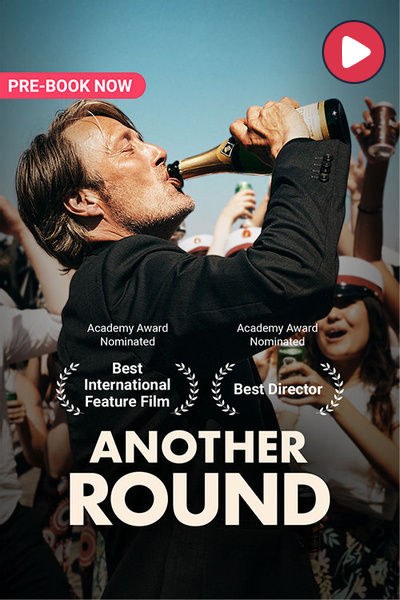 PRE-BOOK NOW
Academy Award
Nominated
Best
International
Feature Film
Academy Award
Nominated
Best Director
ANOTHER
ROUND